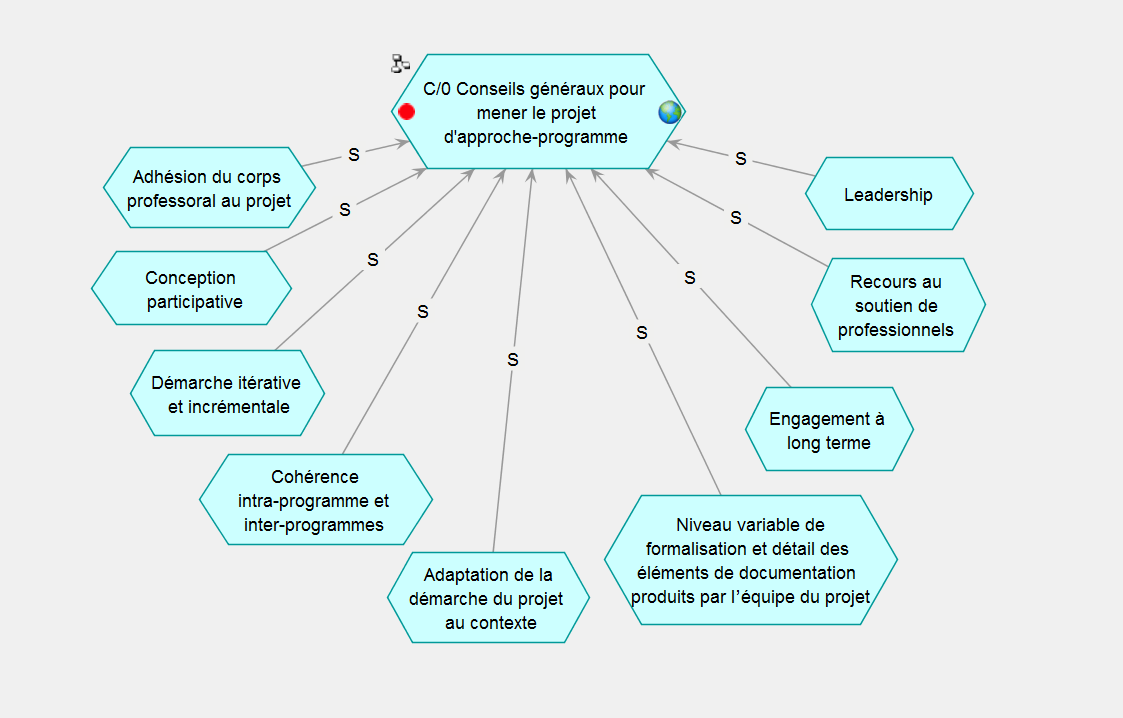 C/0 Conseils généraux pour
mener le projet
d'approche-programme
S
Adhésion du corps
professoral au projet
S
Conception
participative
S
Démarche itérative
et incrémentale
S
Cohérence
intra-programme et
inter-programmes
S
Adaptation de la
démarche du projet
au contexte
S
Niveau variable de
formalisation et détail des
éléments de documentation
produits par l’équipe du projet
S
Engagement à
long terme
S
Recours au
soutien de
professionnels
S
Leadership